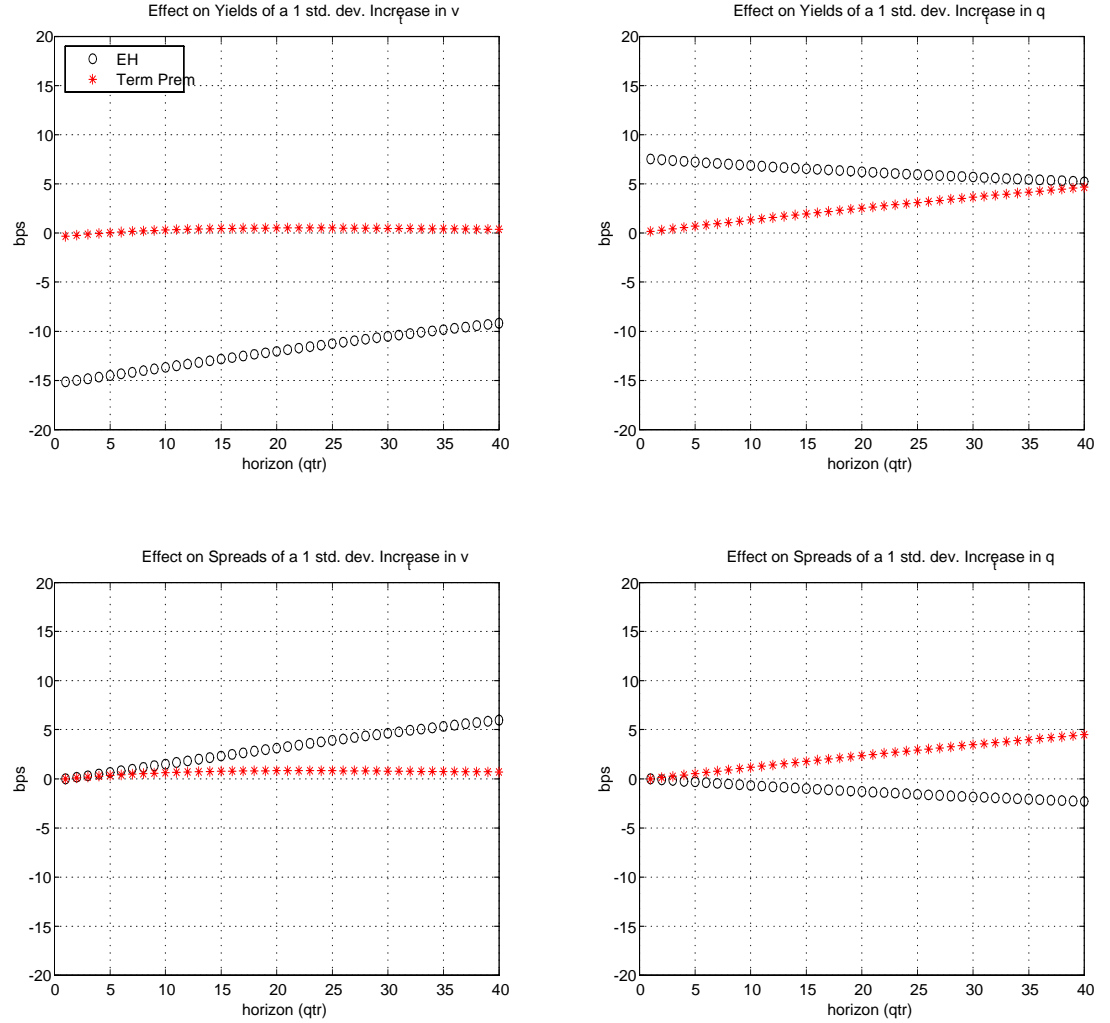 Effect on Yields of a 1 std. dev. Increase in v
t
20
15
10
5
0
-5
-10
-15
-20
bps
EH
Term Prem
0 5 10 15 20 25 30 35 40
horizon (qtr)
Effect on Yields of a 1 std. dev. Increase in q
t
20
15
10
5
0
-5
-10
-15
-20
bps
0 5 10 15 20 25 30 35 40
horizon (qtr)
Effect on Spreads of a 1 std. dev. Increase in v
t
20
15
10
5
0
-5
-10
-15
-20
bps
0 5 10 15 20 25 30 35 40
horizon (qtr)
Effect on Spreads of a 1 std. dev. Increase in q
t
20
15
10
5
0
-5
-10
-15
-20
bps
0 5 10 15 20 25 30 35 40
horizon (qtr)